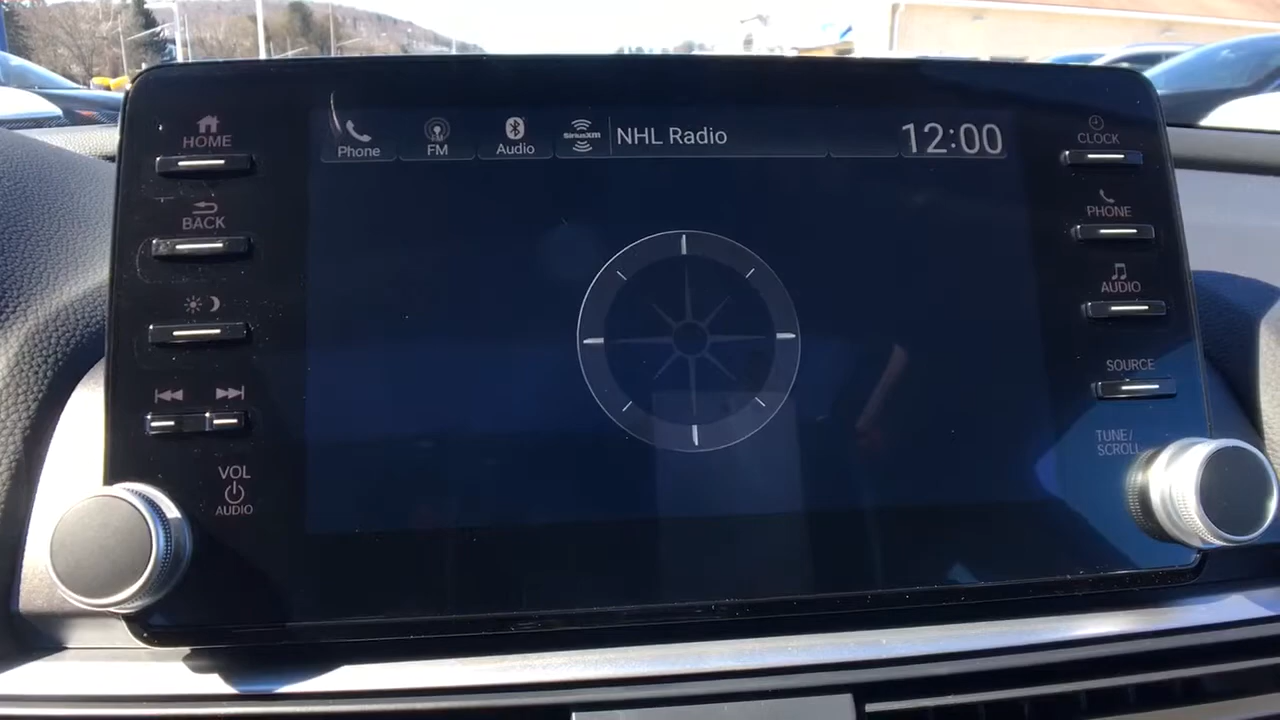 HOME
BACK
VOL
AUDIO
Phone
FM
Audio
SiriusXM
NHL Radio
12:00
CLOCK
PHONE
AUDIO
SOURCE
TUNE/
SCROLL